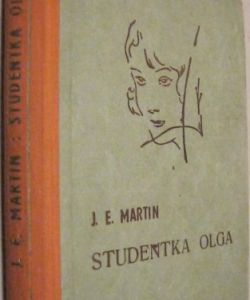 J. E. MARTIN : STUDENTKA OL
J. E. MARTIN
STUDENTKA OLGA